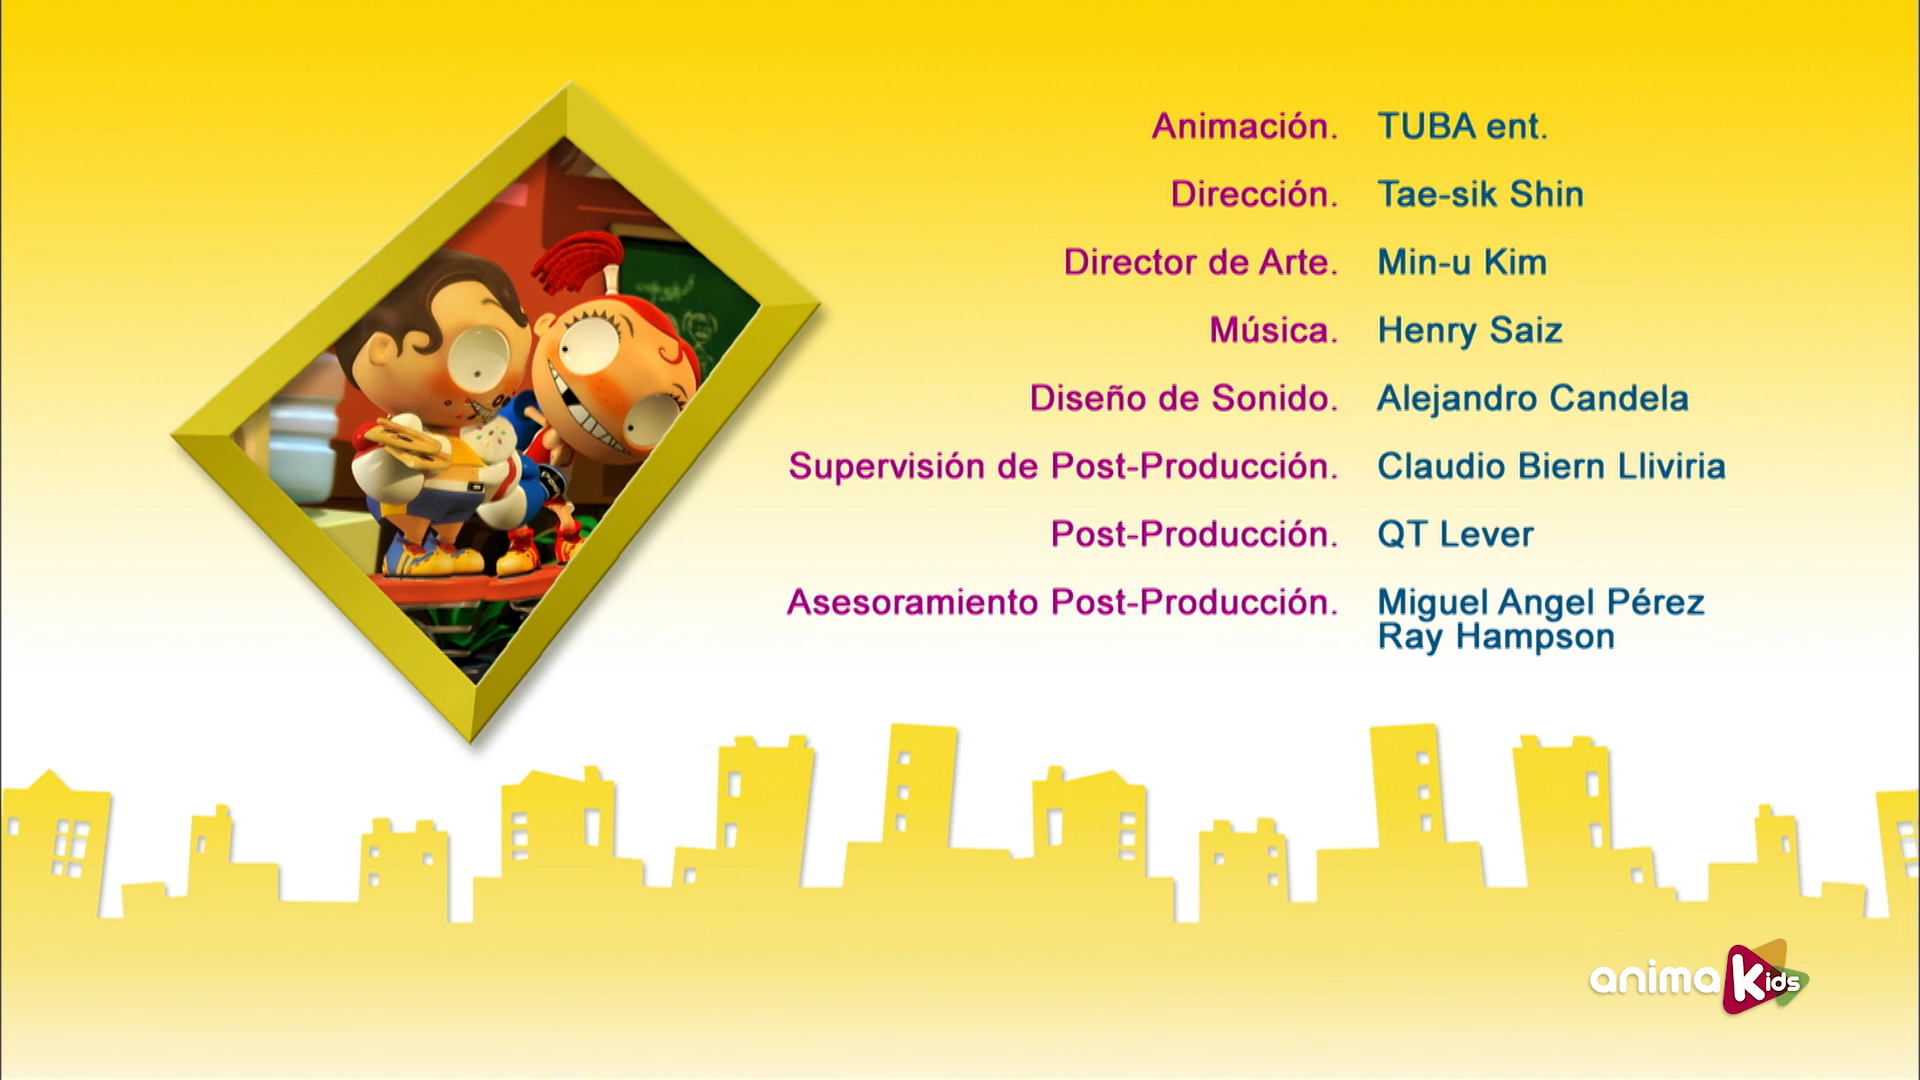 Animación. TUBA ent.
Dirección. Tae-sik Shin
Director de Arte. Min-u Kim
Música. Henry Saiz
Diseño de Sonido. Alejandro Candela
Supervisión de Post-Producción. Claudio Biern Lliviria
Post-Producción. QT Lever
Asesoramiento Post-Producción. Miguel Angel Pérez
Ray Hampson
anima Kids